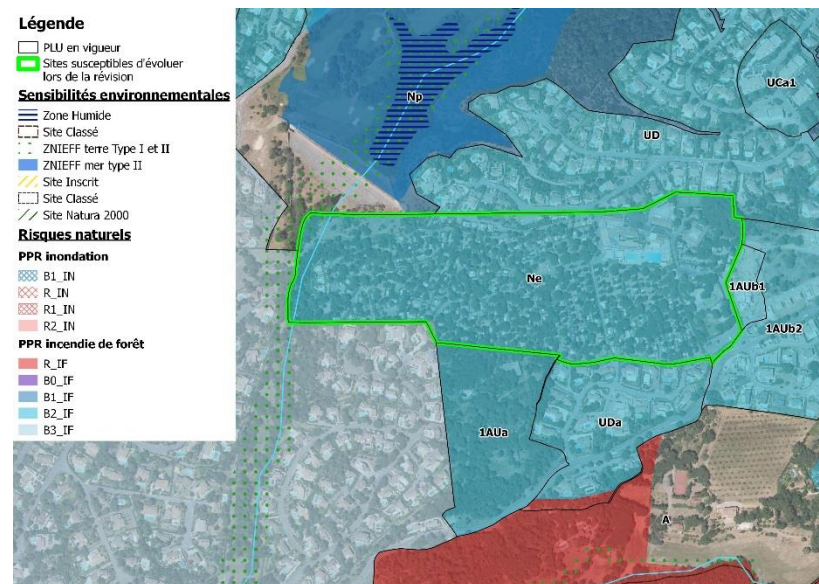 Légende
PLU en vigueur
Sites susceptibles d'évoluer
lors de la révision
Sensibilités environnementales
Zone Humide
Site Classé
ZNIEFF terre Type I et II
ZNIEFF mer type II
Site Inscrit
Site Classé
Site Natura 2000
Risques naturels
PPR inondation
B1_IN
R_IN
R1_IN
R2_IN
PPR incendie de forêt
R_IF
B0_IF
B1_IF
B2_IF
B3_IF
Np
UCa1
UD
Ne
1AUb1
1AUb2
1AUa
UDa
A